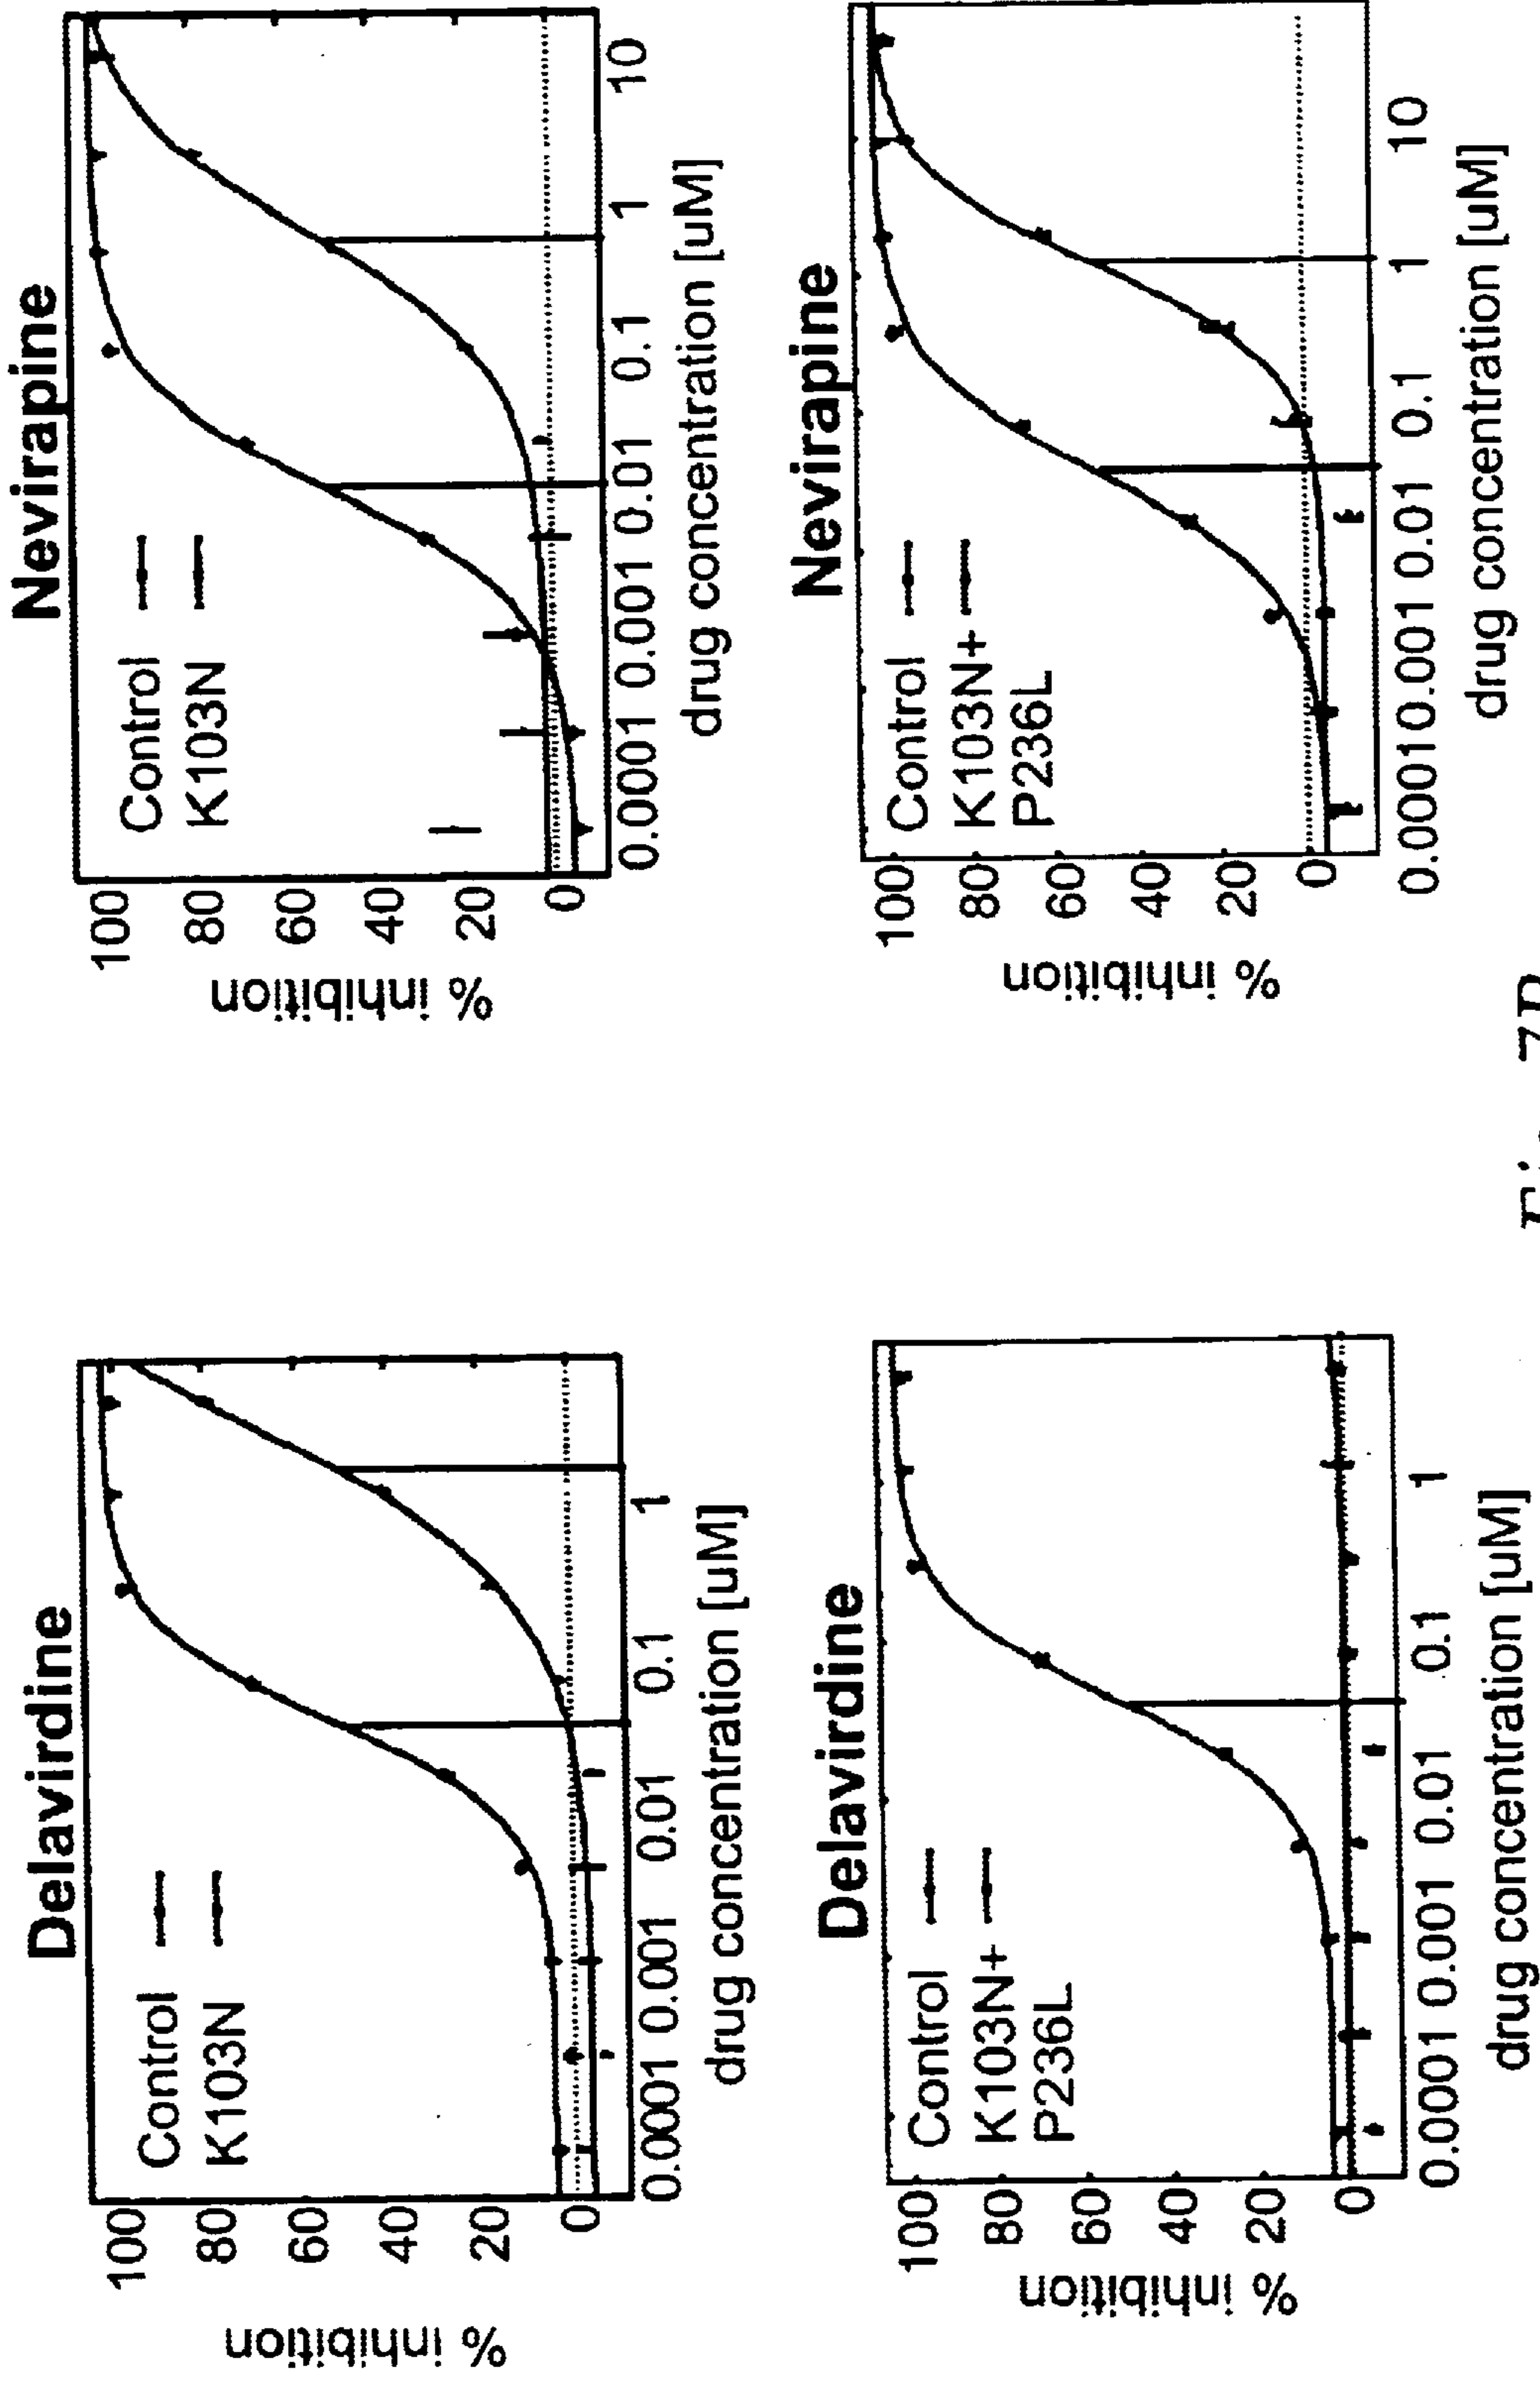 Delavirdine
Control
K103N
% inhibition
100
80
60
40
20
0
0.0001 0.001 0.01 0.1 1
drug concentration [uM]
Nevirapine
Control
K103N
% inhibition
100
80
60
40
20
0
0.0001 0.001 0.01 0.1 1 10
drug concentration [uM]
Delavirdine
Control
K103N+
P236L
% inhibition
100
80
60
40
20
0
0.0001 0.001 0.01 0.1 1
drug concentration [uM]
Nevirapine
Control
K103N+
P236L
% inhibition
100
80
60
40
20
0
0.00010.001 0.01 0.1 1 10
drug concentration [uM]